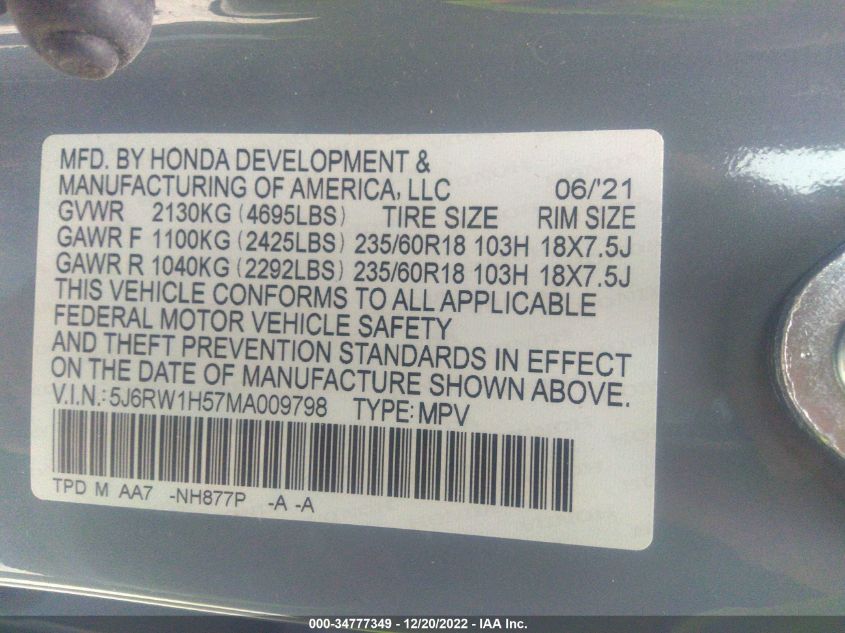 MFD. BY HONDA DEVELOPMENT &
MANUFACTURING OF AMERICA, LLC 06/'21
GVWR 2130KG (4695LBS) TIRE SIZE RIM SIZE
GAWR F 1100KG (2425LBS) 235/60R18 103H 18X7.5J
GAWR R 1040KG (2292LBS) 235/60R18 103H 18X7.5J
THIS VEHICLE CONFORMS TO ALL APPLICABLE
FEDERAL MOTOR VEHICLE SAFETY
AND THEFT PREVENTION STANDARDS IN EFFECT
ON THE DATE OF MANUFACTURE SHOWN ABOVE.
V.I.N.: 5J6RW1H57MA009798 TYPE: MPV
TPD M AA7 -NH877P -A -A
000-34777349 - 12/20/2022 - IAA Inc.